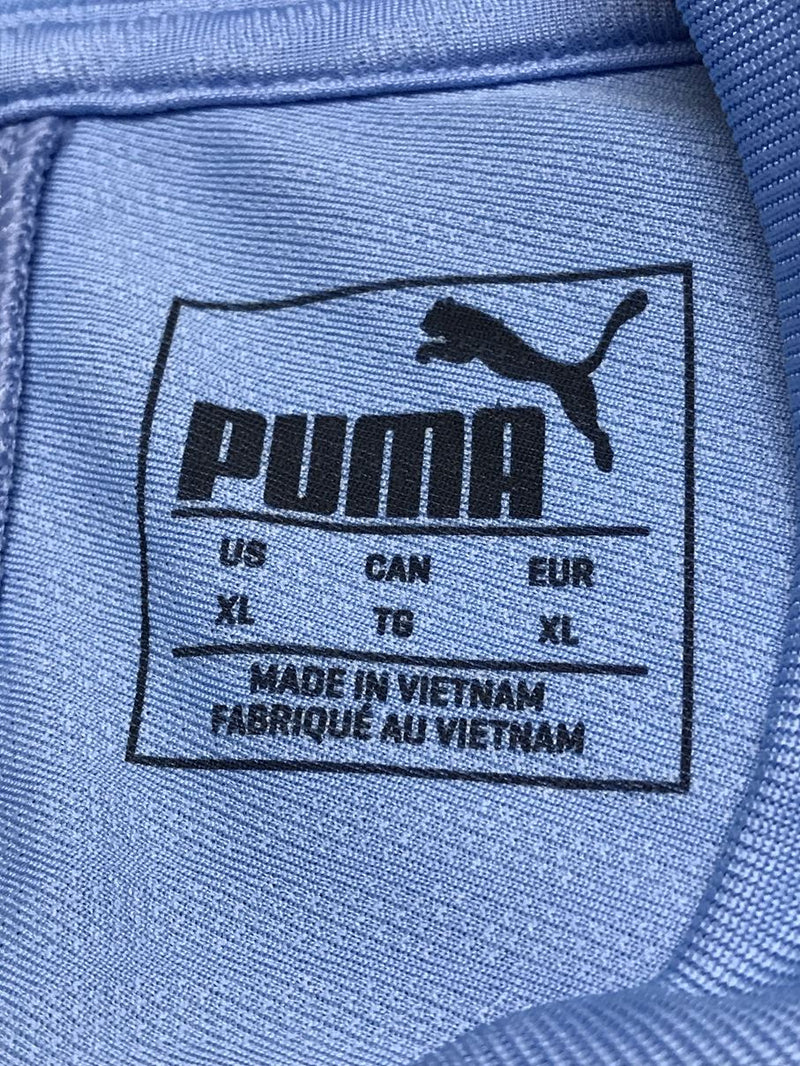 PUMA
US CAN EUR
XL TG XL
MADE IN VIETNAM
FABRIQUÉ AU VIETNAM